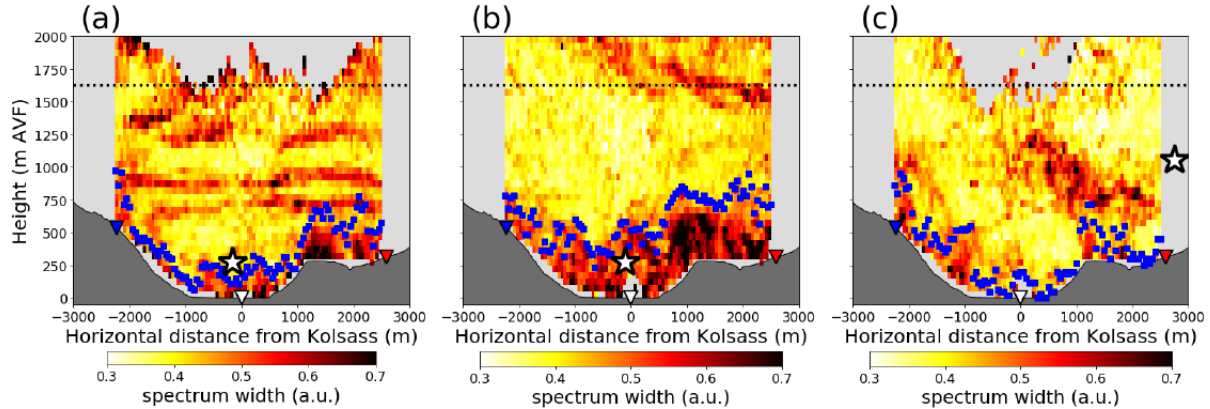 (a)
(b)
(c)
2000
1750
1500
1250
1000
750
500
250
0
Height (m AVF)
−3000 −2000 −1000 0 1000 2000 3000
−3000 −2000 −1000 0 1000 2000 3000
−3000 −2000 −1000 0 1000 2000 3000
Horizontal distance from Kolsass (m)
Horizontal distance from Kolsass (m)
Horizontal distance from Kolsass (m)
0.3 0.4 0.5 0.6 0.7
0.3 0.4 0.5 0.6 0.7
0.3 0.4 0.5 0.6 0.7
spectrum width (a.u.)
spectrum width (a.u.)
spectrum width (a.u.)